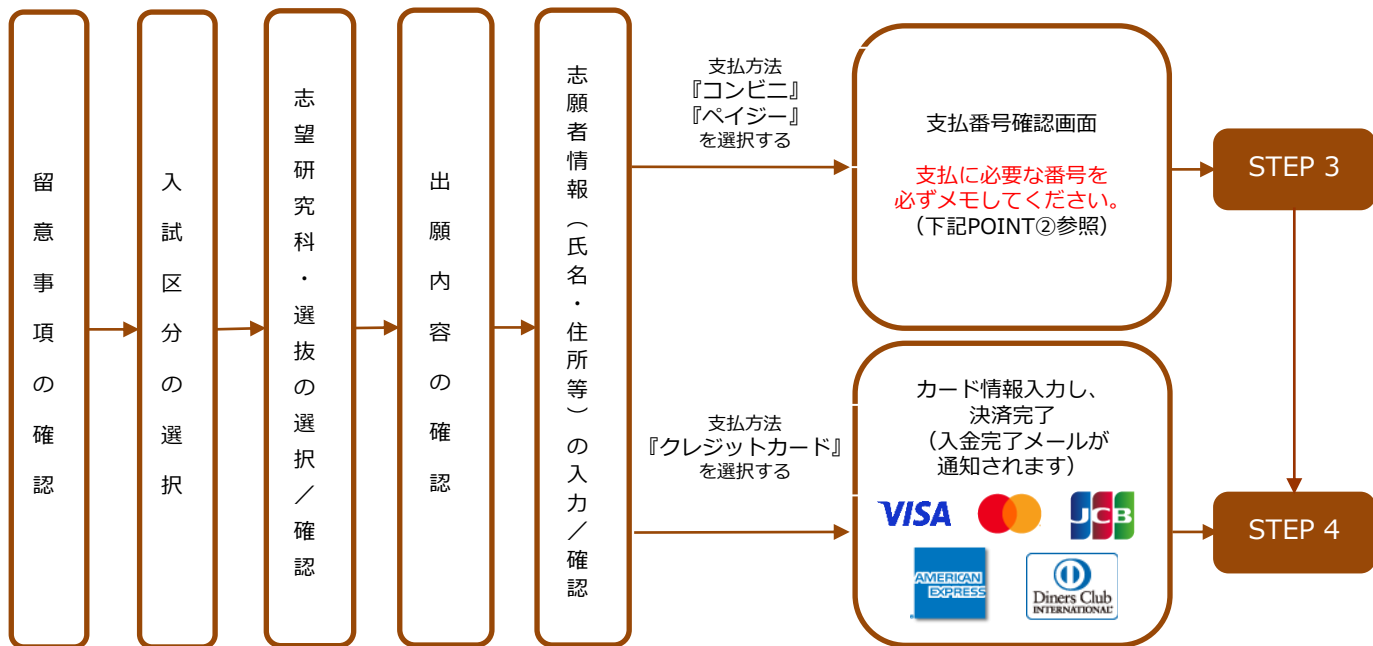 留意事項の確認
入試区分の選択
志望研究科・選抜の選択／確認
出願内容の確認
志願者情報（氏名・住所等）の入力／確認
支払方法
『コンビニ』
『ペイジー』
を選択する
支払番号確認画面
支払に必要な番号を
必ずメモしてください。
（下記POINT②参照）
STEP 3
支払方法
『クレジットカード』
を選択する
カード情報入力し、
決済完了
（入金完了メールが
通知されます）
VISA
JCB
AMERICAN
EXPRESS
Diners Club
INTERNATIONAL
STEP 4